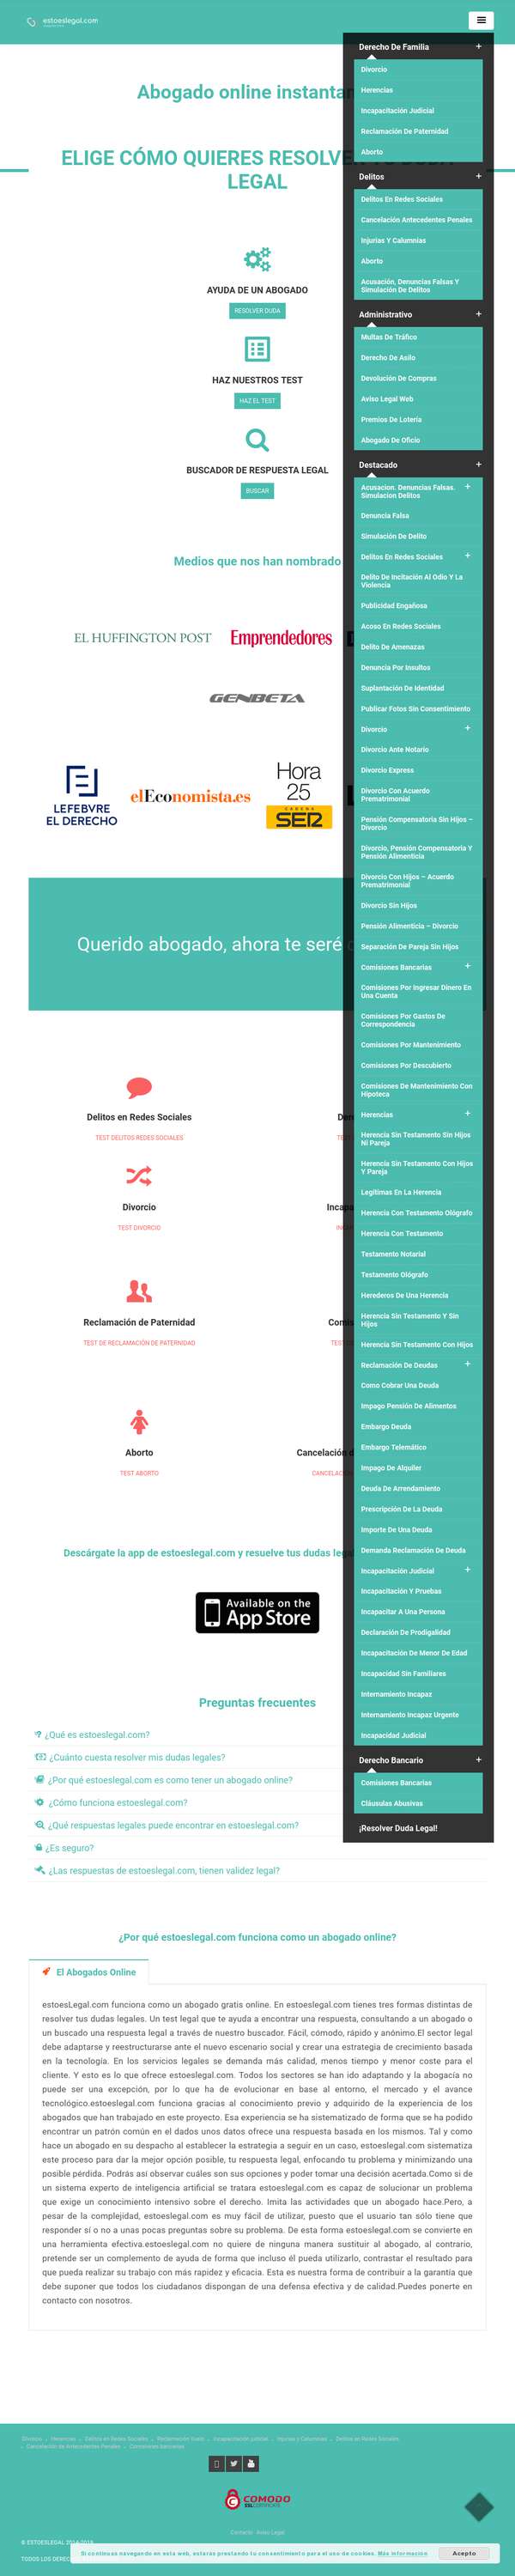 estoeslegal.com
Abogado online instantan
ELIGE CÓMO QUIERES RESOLVER TU DUDA
LEGAL
AYUDA DE UN ABOGADO
RESOLVER DUDA
HAZ NUESTROS TEST
HAZ EL TEST
BUSCADOR DE RESPUESTA LEGAL
BUSCAR
Medios que nos han nombrado
EL HUFFINGTON POST
Emprendedores
GENBETA
LEFEBVRE
EL DERECHO
elEconomista.es
Hora
25
CADENA
SER
Querido abogado, ahora te seré
Delitos en Redes Sociales
TEST DELITOS REDES SOCIALES
Divorcio
TEST DIVORCIO
Reclamación de Paternidad
TEST DE RECLAMACIÓN DE PATERNIDAD
Aborto
TEST ABORTO
Descárgate la app de estoeslegal.com y resuelve tus dudas
Available on the
App Store
Derecho De Familia +
Divorcio
Herencias
Incapacitación Judicial
Reclamación De Paternidad
Aborto
Delitos +
Delitos En Redes Sociales
Cancelación Antecedentes Penales
Injurias Y Calumnias
Aborto
Acusación, Denuncias Falsas Y
Simulación De Delitos
Administrativo +
Multas De Tráfico
Derecho De Asilo
Devolución De Compras
Aviso Legal Web
Premios De Lotería
Abogado De Oficio
Destacado +
Acusacion. Denuncias Falsas. +
Simulacion Delitos
Denuncia Falsa
Simulación De Delito
Delitos En Redes Sociales +
Delito De Incitación Al Odio Y La
Violencia
Publicidad Engañosa
Acoso En Redes Sociales
Delito De Amenazas
Denuncia Por Insultos
Suplantación De Identidad
Publicar Fotos Sin Consentimiento
Divorcio +
Divorcio Ante Notario
Divorcio Express
Divorcio Con Acuerdo
Prematrimonial
Pensión Compensatoria Sin Hijos –
Divorcio
Divorcio, Pensión Compensatoria Y
Pensión Alimenticia
Divorcio Con Hijos – Acuerdo
Prematrimonial
Divorcio Sin Hijos
Pensión Alimenticia – Divorcio
Separación De Pareja Sin Hijos
Comisiones Bancarias +
Comisiones Por Ingresar Dinero En
Una Cuenta
Comisiones Por Gastos De
Correspondencia
Comisiones Por Mantenimiento
Comisiones Por Descubierto
Comisiones De Mantenimiento Con
Hipoteca
Herencias +
Herencia Sin Testamento Sin Hijos
Ni Pareja
Herencia Sin Testamento Con Hijos
Y Pareja
Legítimas En La Herencia
Herencia Con Testamento Ológrafo
Herencia Con Testamento
Testamento Notarial
Testamento Ológrafo
Herederos De Una Herencia
Herencia Sin Testamento Y Sin
Hijos
Herencia Sin Testamento Con Hijos
Reclamación De Deudas +
Como Cobrar Una Deuda
Impago Pensión De Alimentos
Embargo Deuda
Embargo Telemático
Impago De Alquiler
Deuda De Arrendamiento
Prescripción De La Deuda
Importe De Una Deuda
Demanda Reclamación De Deuda
Incapacitación Judicial +
Incapacitación Y Pruebas
Incapacitar A Una Persona
Declaración De Prodigalidad
Incapacitación De Menor De Edad
Incapacidad Sin Familiares
Internamiento Incapaz
Internamiento Incapaz Urgente
Incapacidad Judicial
Derecho Bancario +
Comisiones Bancarias
Cláusulas Abusivas
¡Resolver Duda Legal!
Preguntas frecuentes
¿Qué es estoeslegal.com?
¿Cuánto cuesta resolver mis dudas legales?
¿Por qué estoeslegal.com es como tener un abogado online?
¿Cómo funciona estoeslegal.com?
¿Qué respuestas legales puede encontrar en estoeslegal.com?
¿Es seguro?
¿Las respuestas de estoeslegal.com, tienen validez legal?
¿Por qué estoeslegal.com funciona como un abogado online?
El Abogados Online
estoesLegal.com funciona como un abogado gratis online. En estoeslegal.com tienes tres formas distintas de
resolver tus dudas legales. Un test legal que te ayuda a encontrar una respuesta, consultando a un abogado o
un buscado una respuesta legal a través de nuestro buscador. Fácil, cómodo, rápido y anónimo.El sector legal
debe adaptarse y reestructurarse ante el nuevo escenario social y crear una estrategia de crecimiento basada
en la tecnología. En los servicios legales se demanda más calidad, menos tiempo y menor coste para el
cliente. Y esto es lo que ofrece estoeslegal.com. Todos los sectores se han ido adaptando y la abogacía no
puede ser una excepción, por lo que ha de evolucionar en base al entorno, el mercado y el avance
tecnológico.estoeslegal.com funciona gracias al conocimiento previo y adquirido de la experiencia de los
abogados que han trabajado en este proyecto. Esa experiencia se ha sistematizado de forma que se ha podido
encontrar un patrón común en el dados unos datos ofrece una respuesta basada en los mismos. Tal y como
hace un abogado en su despacho al establecer la estrategia a seguir en un caso, estoeslegal.com sistematiza
este proceso para dar la mejor opción posible, tu respuesta legal, enfocando tu problema y minimizando una
posible pérdida. Podrás así observar cuáles son sus opciones y poder tomar una decisión acertada.Como si de
un sistema experto de inteligencia artificial se tratara estoeslegal.com es capaz de solucionar un problema
que exige un conocimiento intensivo sobre el derecho. Imita las actividades que un abogado hace.Pero, a
pesar de la complejidad, estoeslegal.com es muy fácil de utilizar, puesto que el usuario tan sólo tiene que
responder sí o no a unas pocas preguntas sobre su problema. De esta forma estoeslegal.com se convierte en
una herramienta efectiva.estoeslegal.com no quiere de ninguna manera sustituir al abogado, al contrario,
pretende ser un complemento de ayuda de forma que incluso él pueda utilizarlo, contrastar el resultado para
que pueda realizar su trabajo con más rapidez y eficacia. Esta es nuestra forma de contribuir a la garantía que
debe suponer que todos los ciudadanos dispongan de una defensa efectiva y de calidad.Puedes ponerte en
contacto con nosotros.
Divorcio
Herencias
Delitos en Redes Sociales
Incapacitación judicial
Injurias y Calumnias
Delitos en Redes Sociales
Cancelación de Antecedentes Penales
Comisiones bancarias
COMODO
SSL CERTIFICATE
Contacto
Aviso Legal
© ESTOESLEGAL 2014-2018
TODOS LOS DEREC
Si continuas navegando en esta web, estaras prestando tu consentimiento para el uso de cookies. Más información
Acepto